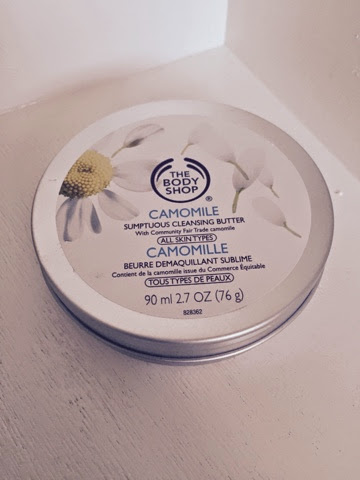 THE
BODY
SHOP®
CAMOMILE
SUMPTUOUS CLEANSING BUTTER
With Community Fair Trade camomile
ALL SKIN TYPES
CAMOMILLE
BEURRE DEMAQUILLANT SUBLIME
Contient de la camomille issue du Commerce Equitable
TOUS TYPES DE PEAUX
90 ml 2.7 OZ (76 g)
928362